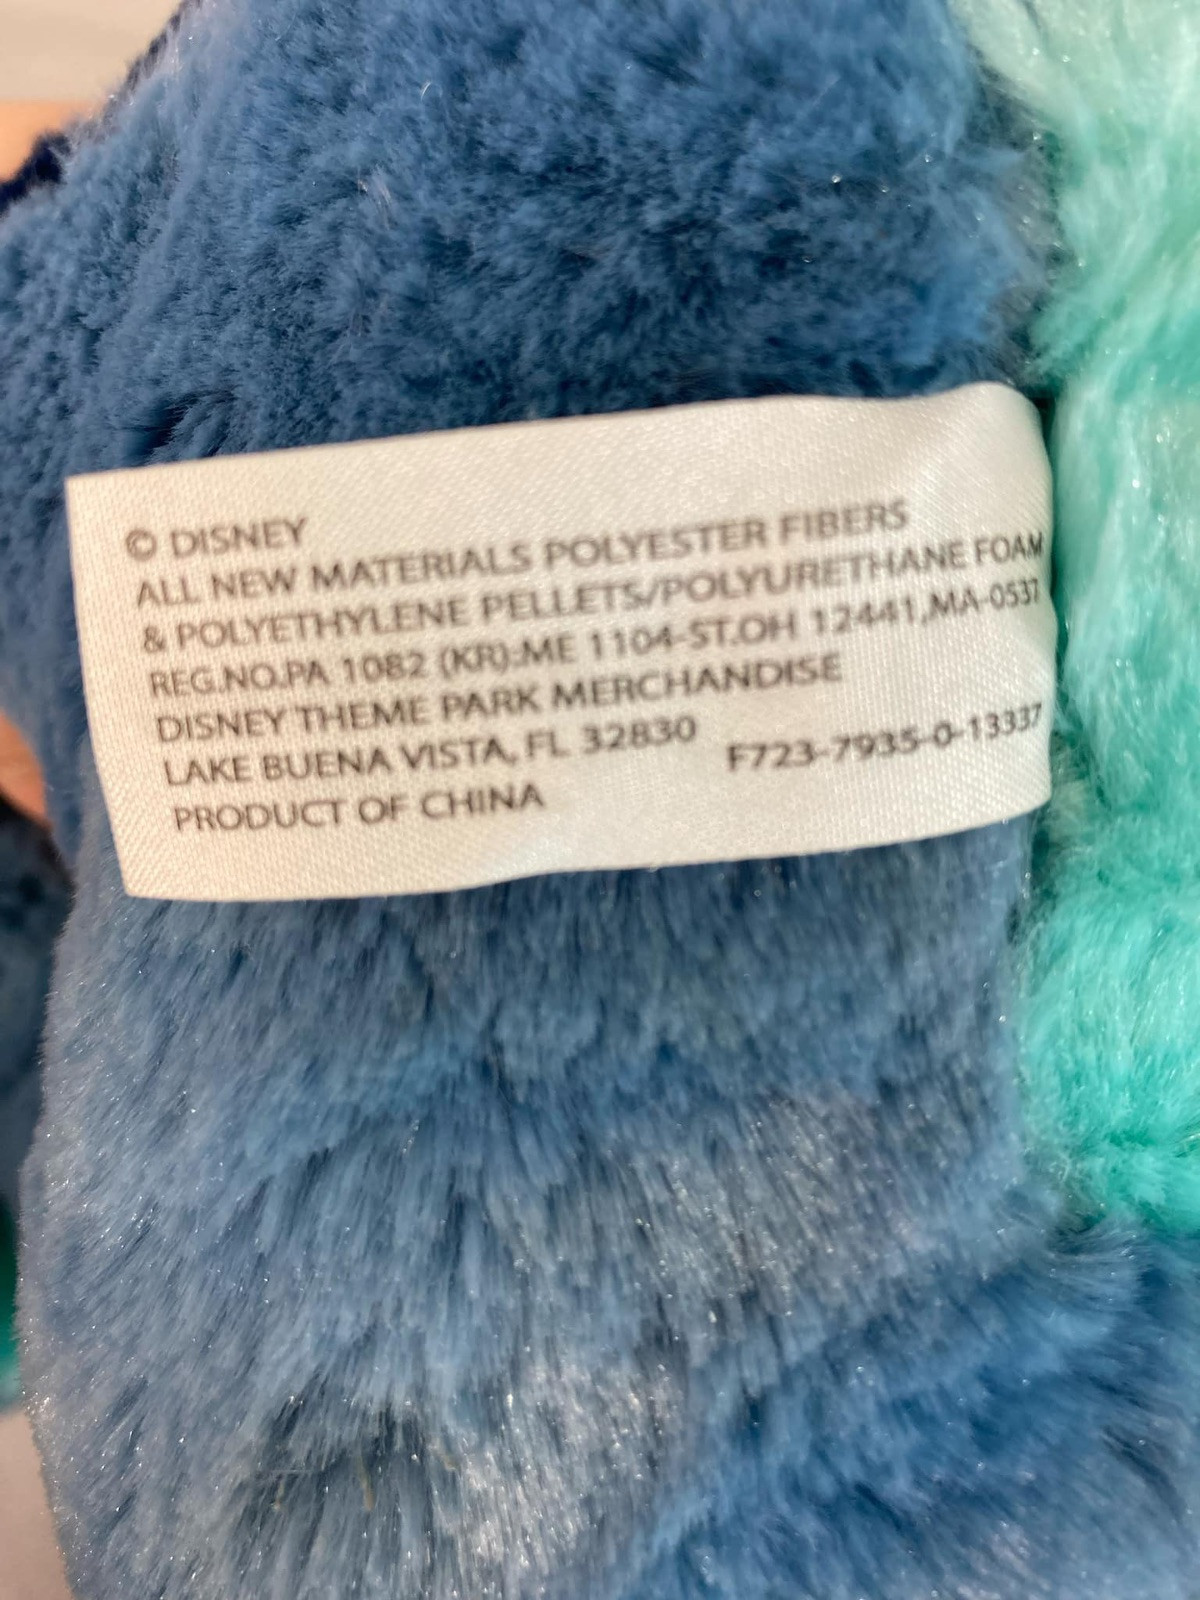 © DISNEY
ALL NEW MATERIALS POLYESTER FIBERS
& POLYETHYLENE PELLETS/POLYURETHANE FOAM
REG.NO.PA 1082 (KR):ME 1104-ST.OH 12441,MA-0537
DISNEY THEME PARK MERCHANDISE
LAKE BUENA VISTA, FL 32830
F723-7935-0-13337
PRODUCT OF CHINA